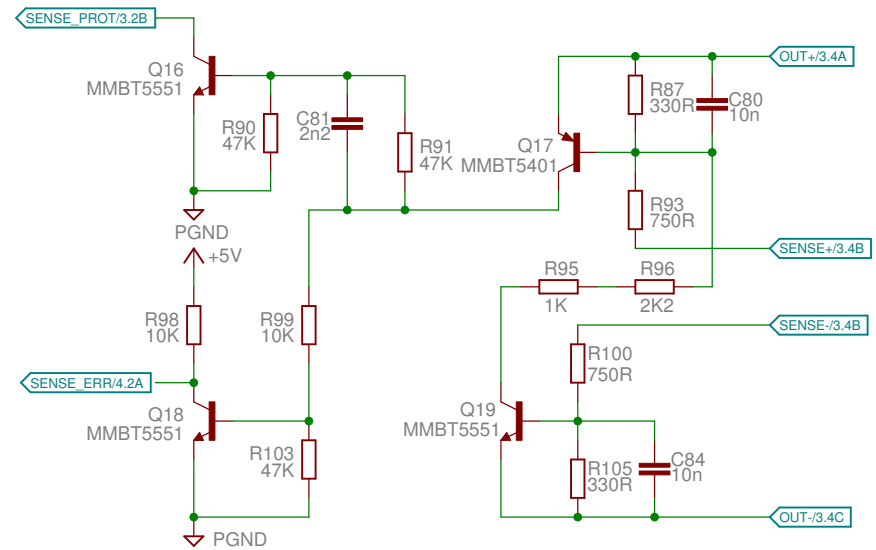 SENSE_PROT/3.2B
OUT+/3.4A
Q16
MMBT5551
R87
330R
C80
10n
R90
47K
C81
2n2
R91
47K
Q17
MMBT5401
R93
750R
PGND
+5V
SENSE+/3.4B
R95
1K
R96
2K2
R98
10K
R99
10K
SENSE-/3.4B
R100
750R
SENSE_ERR/4.2A
Q18
MMBT5551
Q19
MMBT5551
R103
47K
R105
330R
C84
10n
OUT-/3.4C
PGND